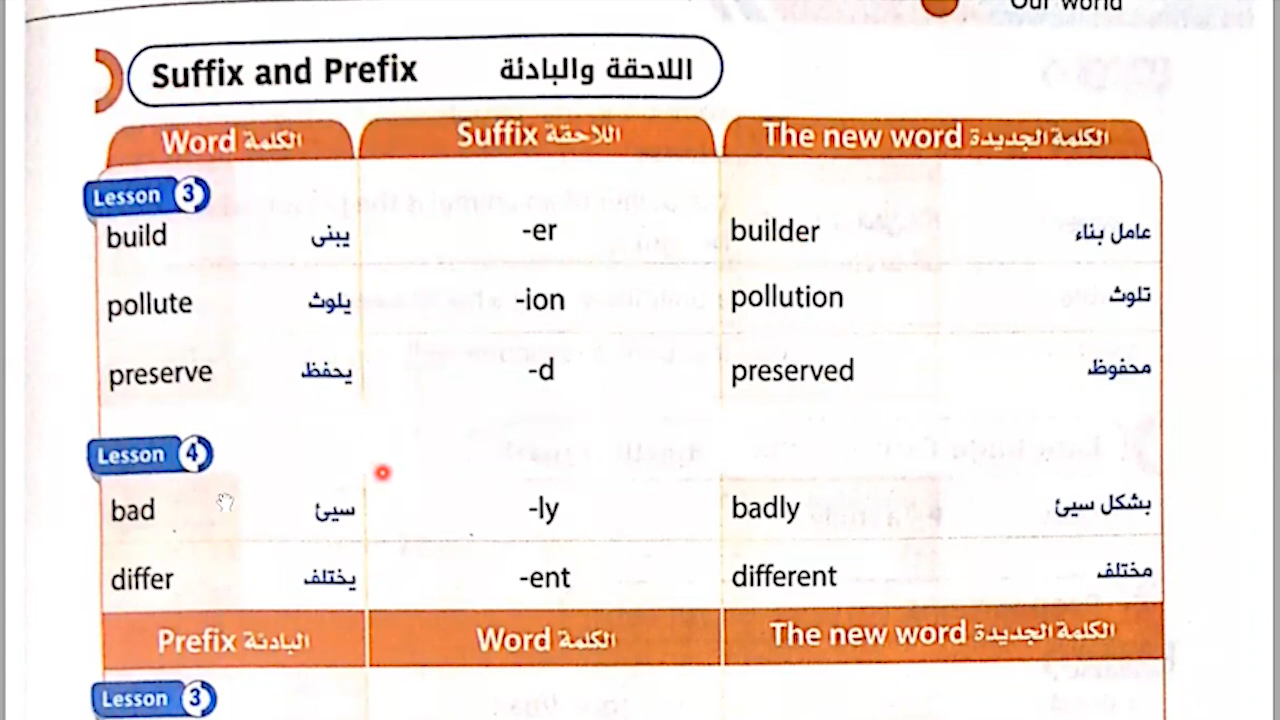 Our world
Suffix and Prefix اللاحقة والبادئة
Word الكلمة Suffix اللاحقة The new word الكلمة الجديدة
Lesson 3
build يبنى -er builder عامل بناء
pollute يلوث -ion pollution تلوث
preserve يحفظ -d preserved محفوظ
Lesson 4
bad سيئ -ly badly بشكل سيئ
differ يختلف -ent different مختلف
Prefix البادئة Word الكلمة The new word الكلمة الجديدة
Lesson 3